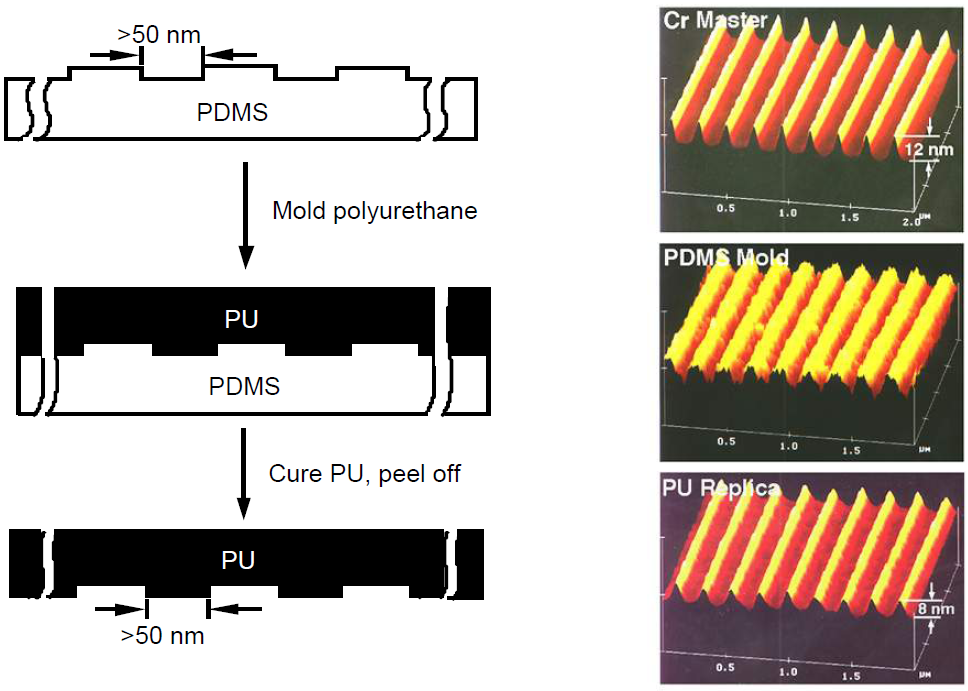 >50 nm
PDMS
Mold polyurethane
PU
PDMS
Cure PU, peel off
PU
>50 nm
Cr Master
12 nm
0.5
1.0
1.5
2.0
μM
PDMS Mold
0.5
1.0
1.5
μM
PU Replica
8 nm
0.5
1.0
1.5
μM